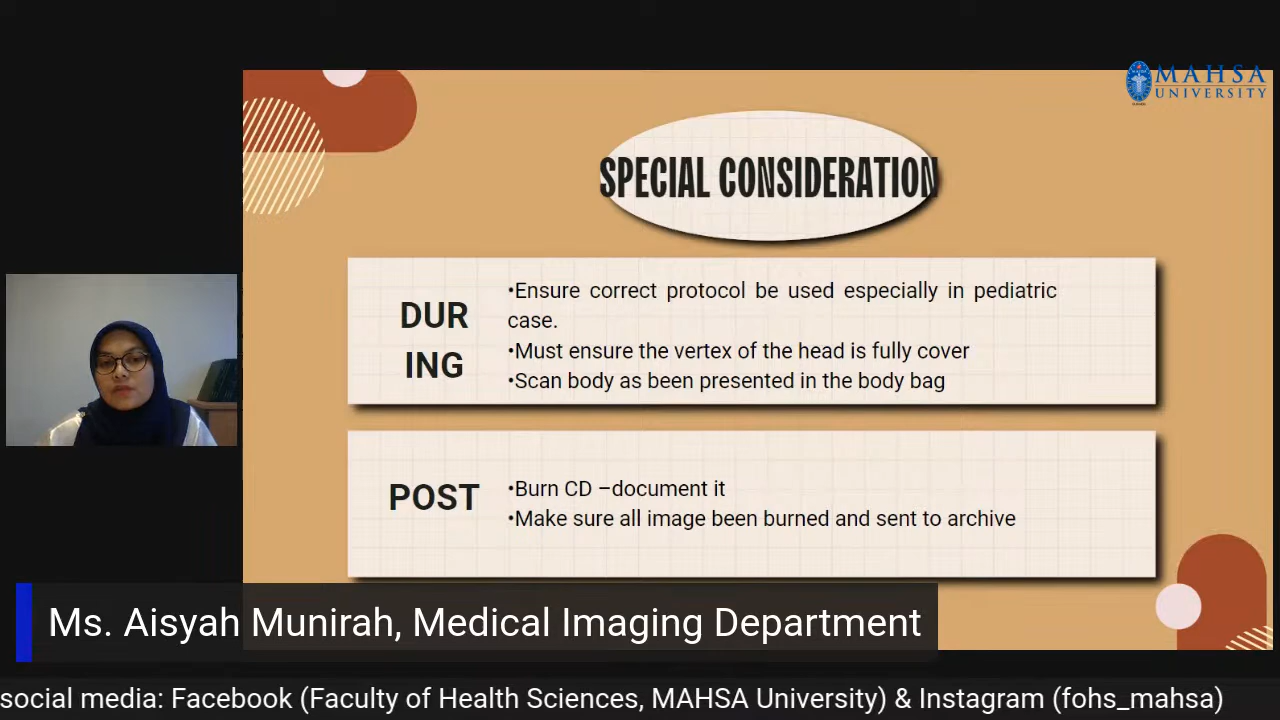 MAHSA
UNIVERSITY
SPECIAL CONSIDERATION
DUR
ING
•Ensure correct protocol be used especially in pediatric
case.
•Must ensure the vertex of the head is fully cover
•Scan body as been presented in the body bag
POST
•Burn CD –document it
•Make sure all image been burned and sent to archive
Ms. Aisyah Munirah, Medical Imaging Department
social media: Facebook (Faculty of Health Sciences, MAHSA University) & Instagram (fohs_mahsa)